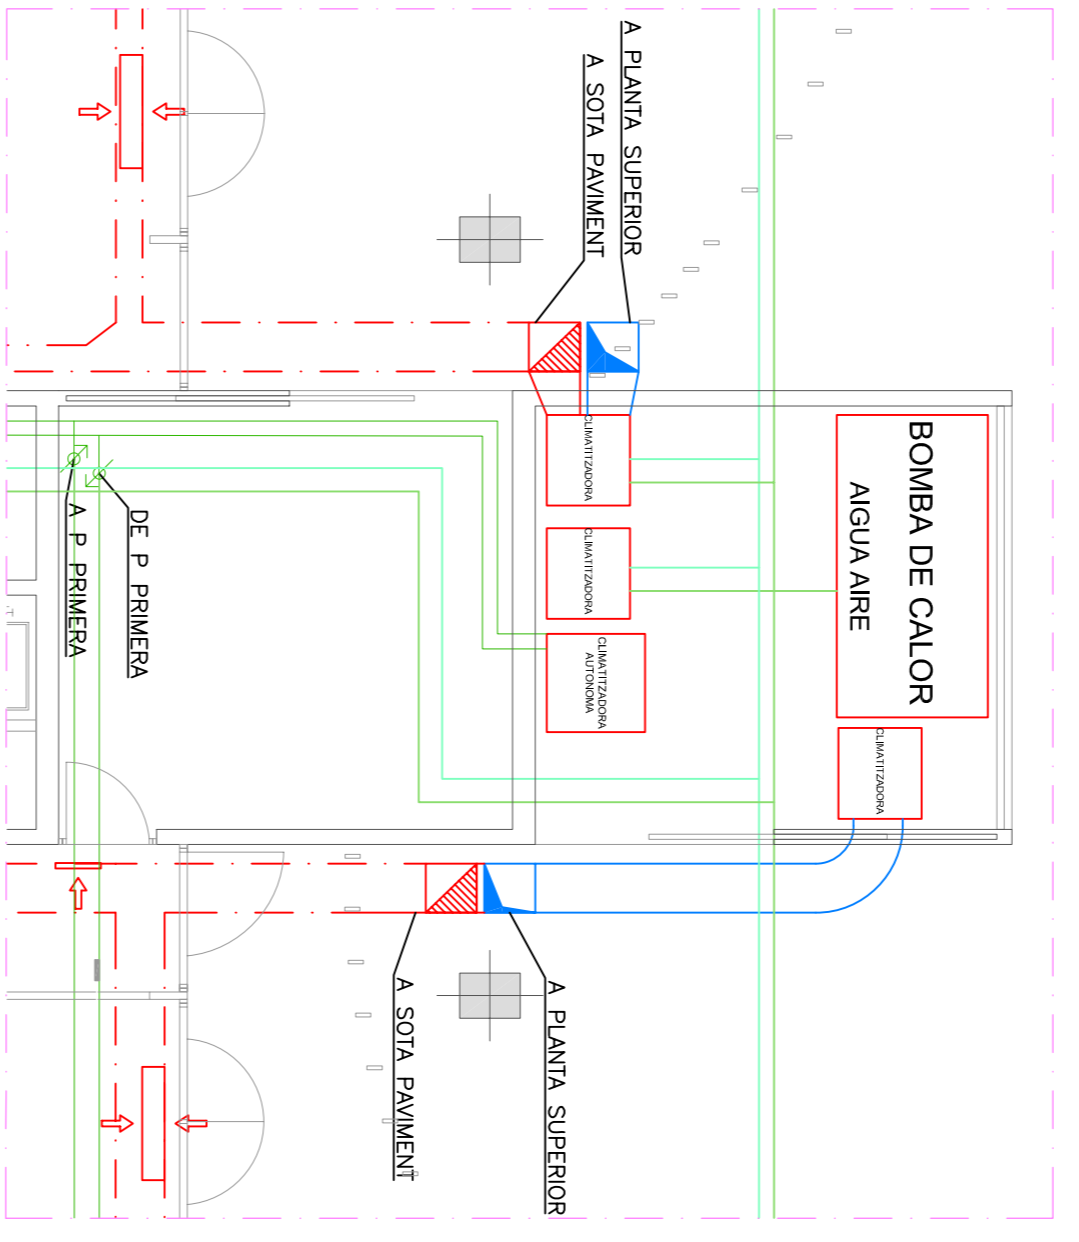 A PLANTA SUPERIOR
A SOTA PAVIMENT
BOMBA DE CALOR
AIGUA AIRE
CLIMATITZADORA
CLIMATITZADORA
CLIMATITZADORA
AUTONOMA
CLIMATITZADORA
DE P PRIMERA
A P PRIMERA
A PLANTA SUPERIOR
A SOTA PAVIMENT